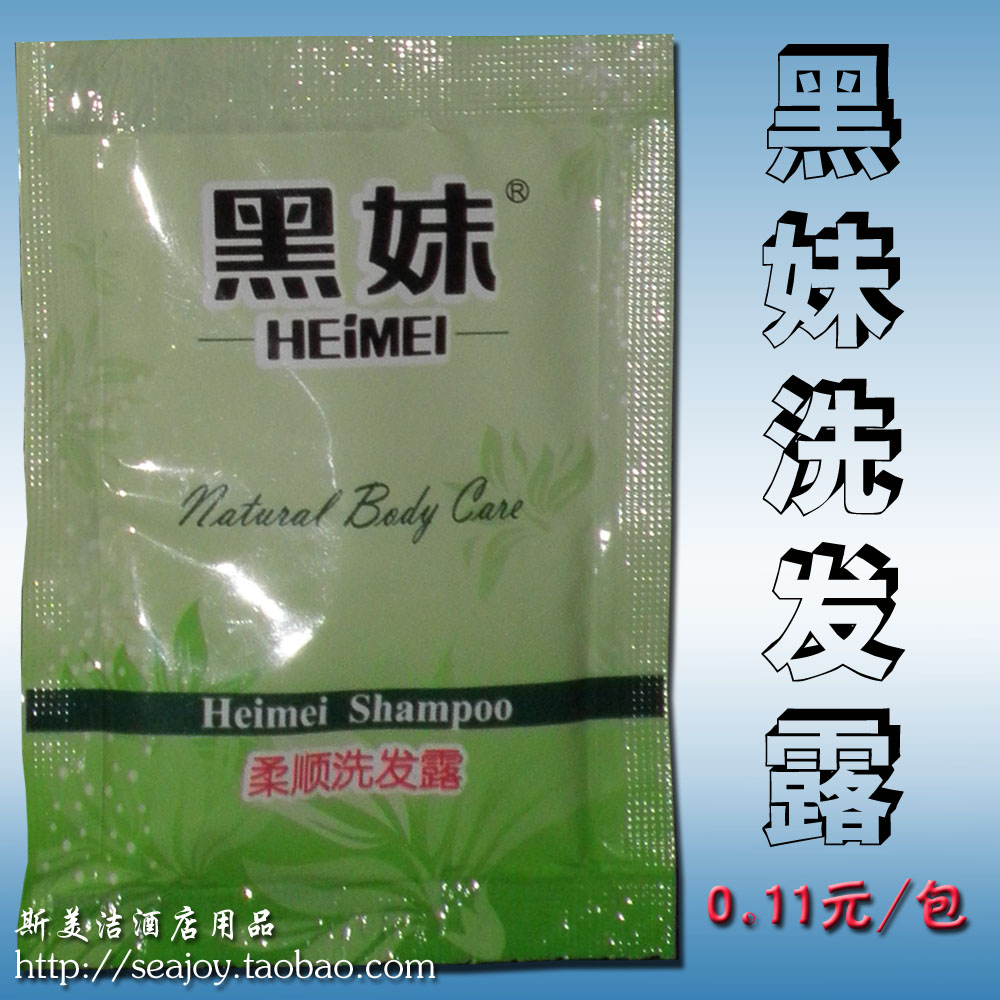 黑妹®
HEiMEI
Natural Body Care
Heimei Shampoo
柔顺洗发露
黑妹洗发露
0.11元/包
斯美洁酒店用品
http://seajoy.taobao.com